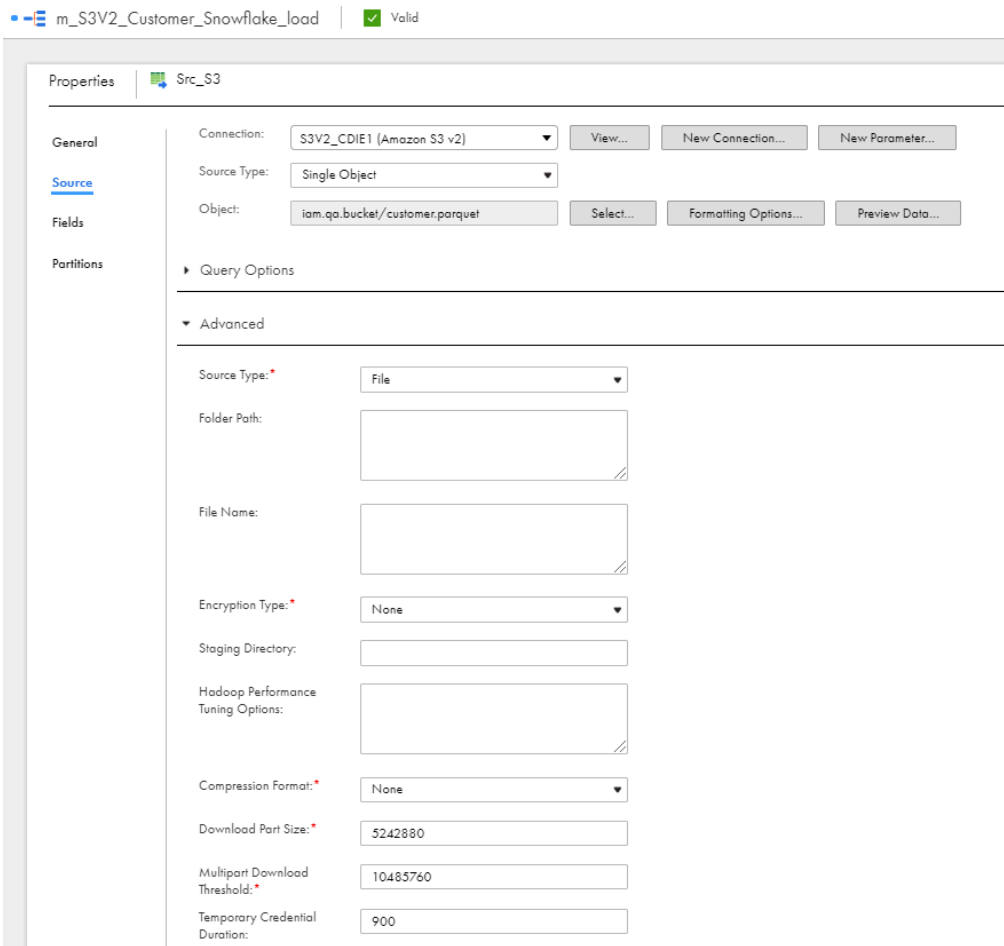 m_S3V2_Customer_Snowflake_load Valid
Properties Src_S3
General
Source
Fields
Partitions
Connection: S3V2_CDIE1 (Amazon S3 v2) View... New Connection... New Parameter...
Source Type: Single Object
Object: iam.qa.bucket/customer.parquet Select... Formatting Options... Preview Data...
Query Options
Advanced
Source Type:* File
Folder Path:
File Name:
Encryption Type:* None
Staging Directory:
Hadoop Performance
Tuning Options:
Compression Format:* None
Download Part Size:* 5242880
Multipart Download
Threshold:* 10485760
Temporary Credential
Duration: 900